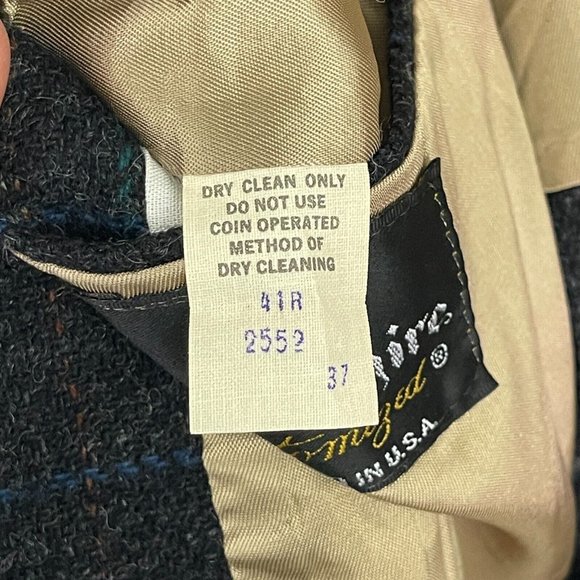 DRY CLEAN ONLY
DO NOT USE
COIN OPERATED
METHOD OF
DRY CLEANING
41R
2552
37
IN U.S.A.